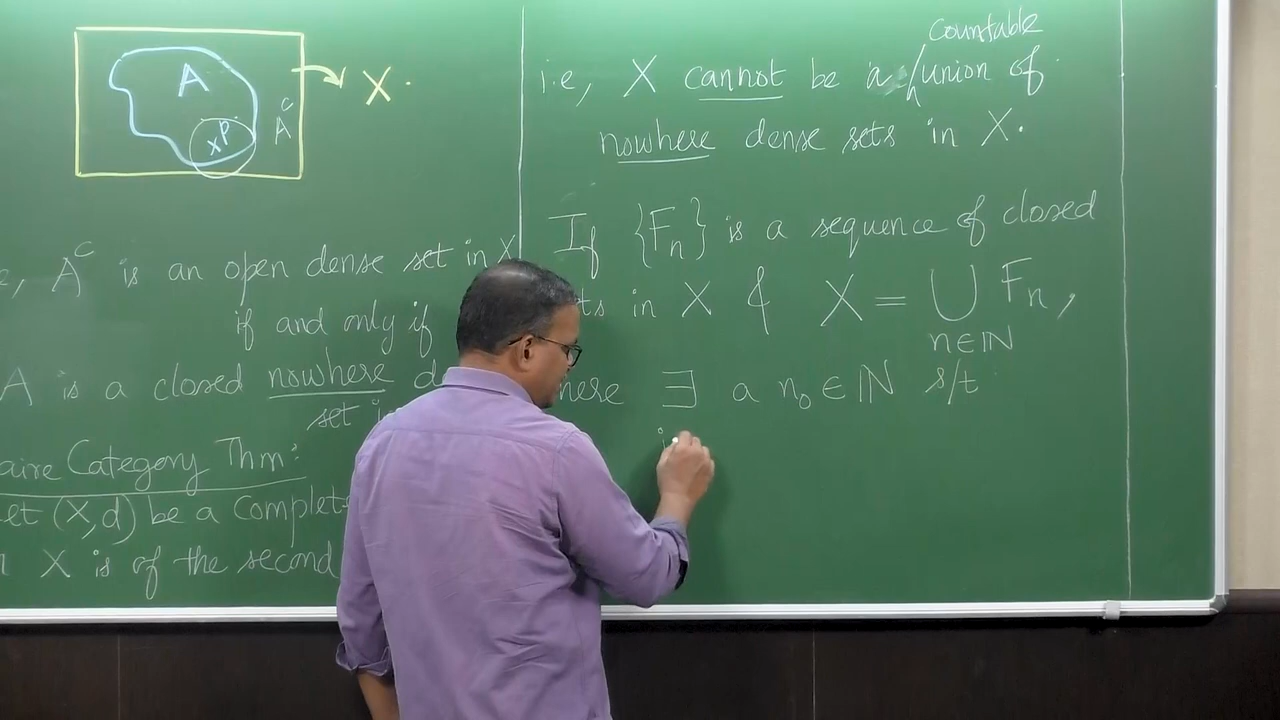 A
xP
A^c
X.
e, A^c is an open dense set in X
if and only if
A is a closed nowhere
set
aire Category Thm:
et (X,d) be a complete
X is of the second
countable
i.e, X cannot be a union of
nowhere dense sets in X.
If {F_n} is a sequence of closed
ts in X & X = ⋃ F_n,
n∈ℕ
here ∃ a n_0 ∈ ℕ s/t